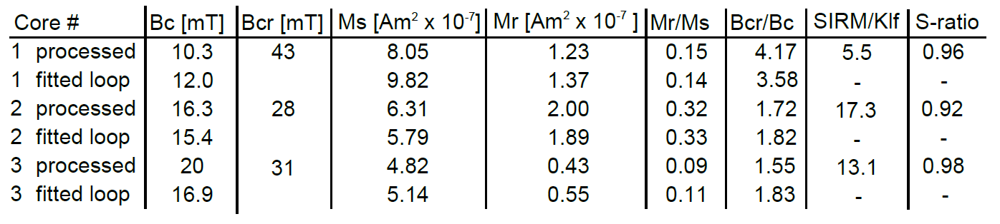 Core # Bc [mT] Bcr [mT] Ms [Am² x 10⁻⁷] Mr [Am² x 10⁻⁷ ] Mr/Ms Bcr/Bc SIRM/Klf S-ratio
1 processed 10.3 43 8.05 1.23 0.15 4.17 5.5 0.96
1 fitted loop 12.0 9.82 1.37 0.14 3.58 - -
2 processed 16.3 28 6.31 2.00 0.32 1.72 17.3 0.92
2 fitted loop 15.4 5.79 1.89 0.33 1.82 - -
3 processed 20 31 4.82 0.43 0.09 1.55 13.1 0.98
3 fitted loop 16.9 5.14 0.55 0.11 1.83 - -